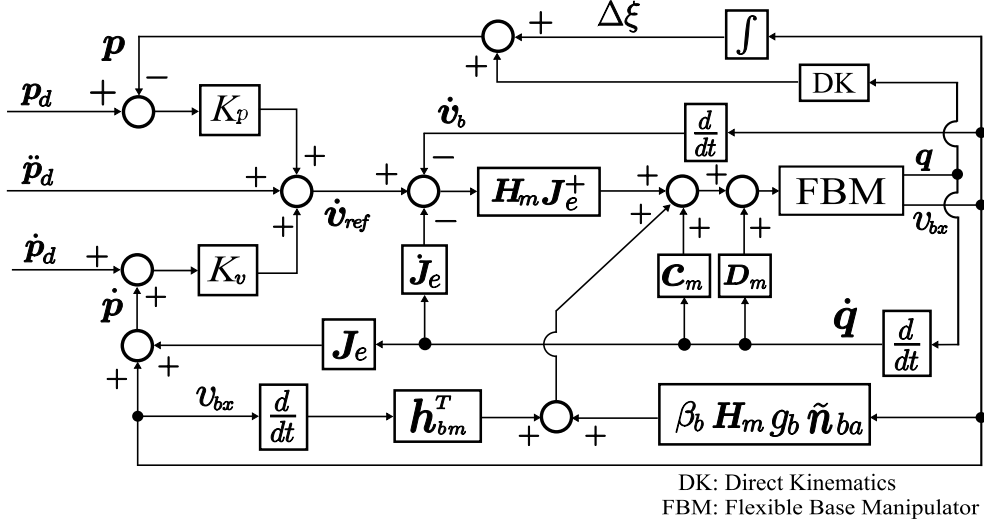 Δξ
∫
p
+
+
DK
−
+
p_d
K_p
v̇_b
d/dt
+
−
q
p̈_d
+
+
v̇_ref
+
H_m J_e^+
+
+
FBM
v_bx
+
−
+
+
+
ṗ_d
+
K_v
J̇_e
C_m
D_m
ṗ
+
q̇
J_e
d/dt
+
+
v_bx
d/dt
h_bm^T
+
+
β_b H_m g_b ñ_ba
DK: Direct Kinematics
FBM: Flexible Base Manipulator